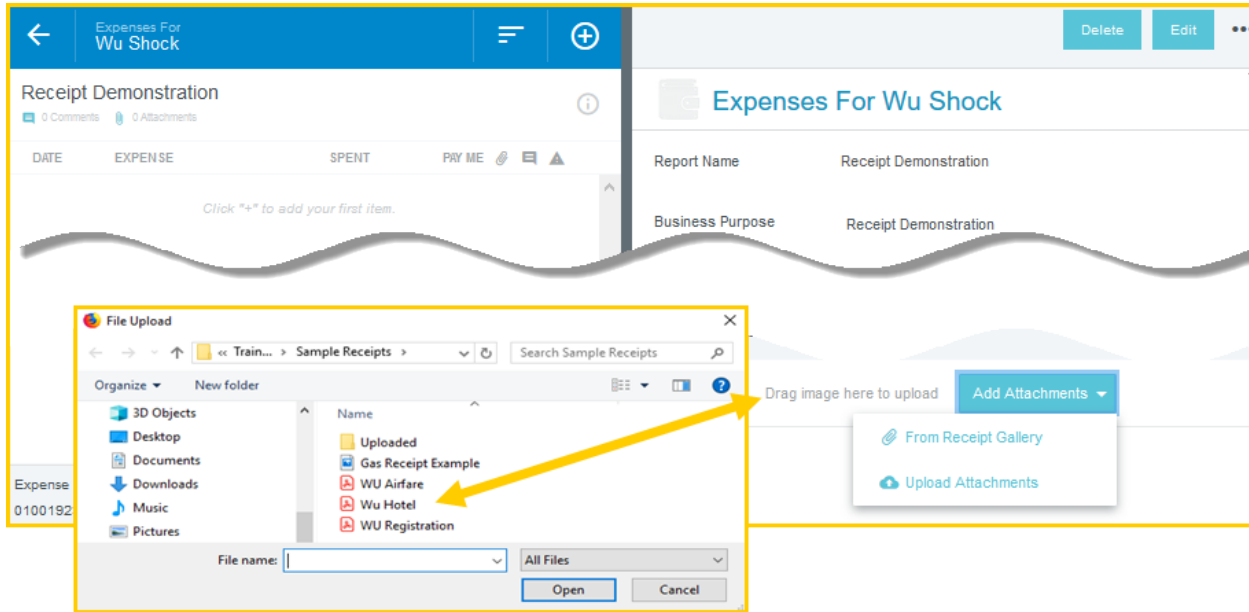 Expenses For
Wu Shock
Delete Edit
Receipt Demonstration
0 Comments 0 Attachments
DATE EXPENSE SPENT PAY ME
Click "+" to add your first item.
Expenses For Wu Shock
Report Name Receipt Demonstration
Business Purpose Receipt Demonstration
File Upload
« Train... > Sample Receipts >
Search Sample Receipts
Organize New folder
3D Objects
Desktop
Documents
Downloads
Music
Pictures
Name
Uploaded
Gas Receipt Example
WU Airfare
Wu Hotel
WU Registration
File name: All Files
Open Cancel
Drag image here to upload Add Attachments
From Receipt Gallery
Upload Attachments
Expense
0100192